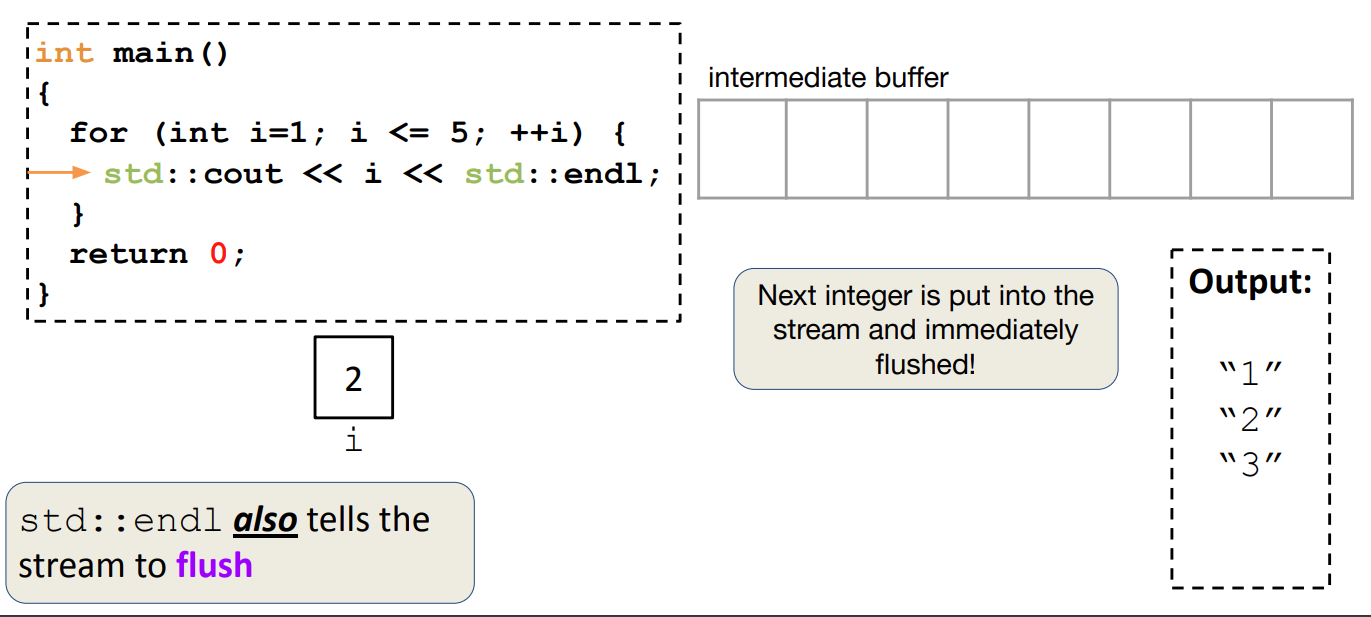 int main()
{
for (int i=1; i <= 5; ++i) {
std::cout << i << std::endl;
}
return 0;
}
intermediate buffer
Next integer is put into the
stream and immediately
flushed!
Output:
“1”
“2”
“3”
2
i
std::endl also tells the
stream to flush